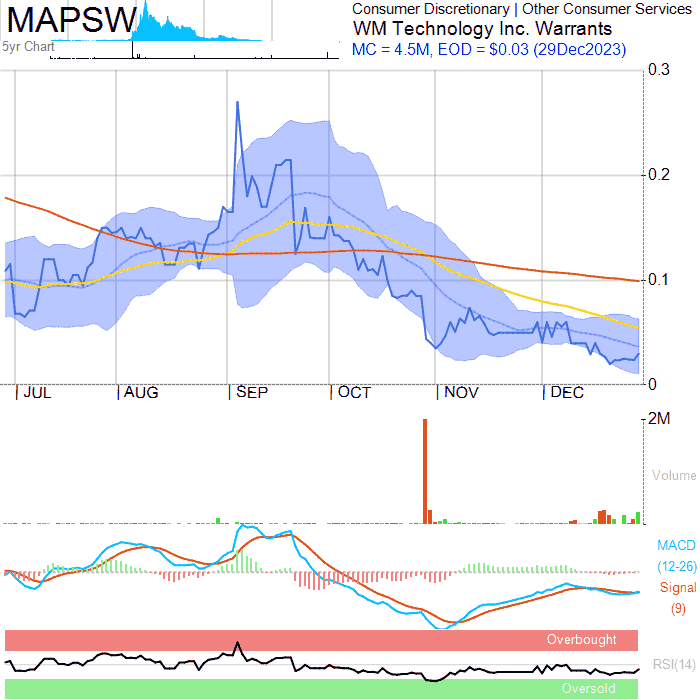 MAPSW
5yr Chart
Consumer Discretionary | Other Consumer Services
WM Technology Inc. Warrants
MC = 4.5M, EOD = $0.03 (29Dec2023)
0.3
0.2
0.1
0
JUL AUG SEP OCT NOV DEC
2M
Volume
MACD
(12-26)
Signal
(9)
Overbought
RSI(14)
Oversold